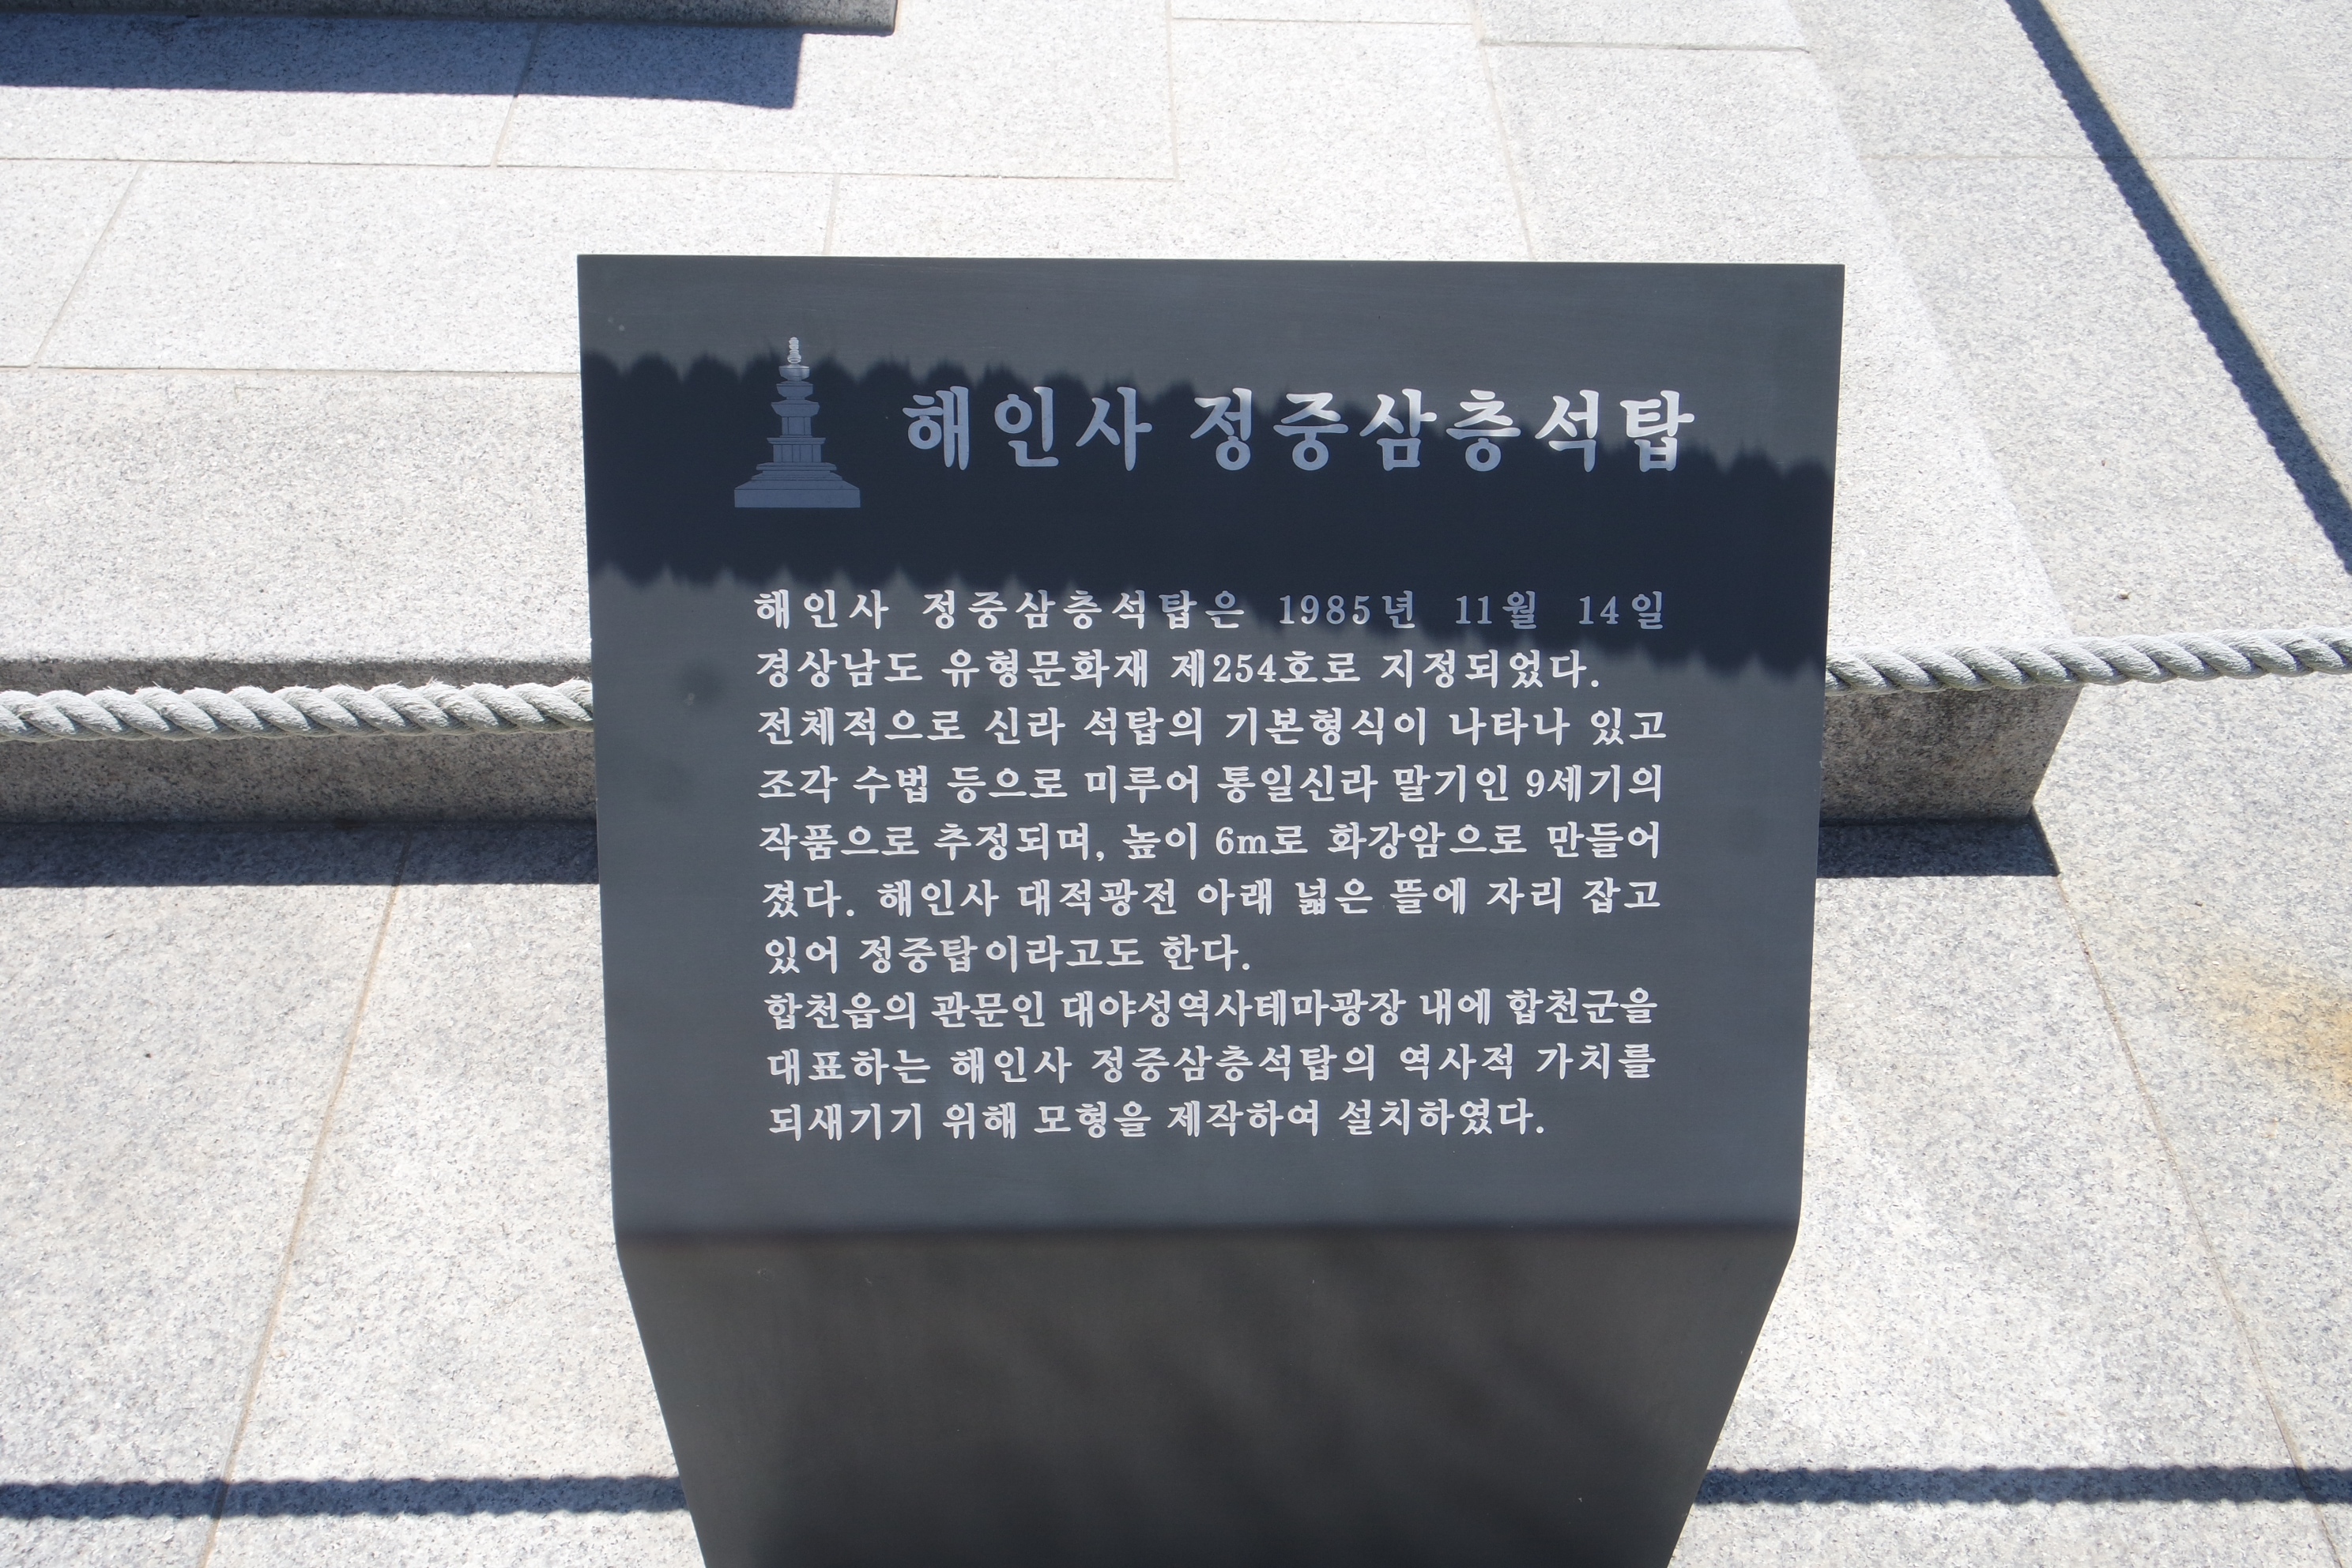 해인사 정중삼층석탑
해인사 정중삼층석탑은 1985년 11월 14일
경상남도 유형문화재 제254호로 지정되었다.
전체적으로 신라 석탑의 기본형식이 나타나 있고
조각 수법 등으로 미루어 통일신라 말기인 9세기의
작품으로 추정되며, 높이 6m로 화강암으로 만들어
졌다. 해인사 대적광전 아래 넓은 뜰에 자리 잡고
있어 정중탑이라고도 한다.
합천읍의 관문인 대야성역사테마광장 내에 합천군을
대표하는 해인사 정중삼층석탑의 역사적 가치를
되새기기 위해 모형을 제작하여 설치하였다.